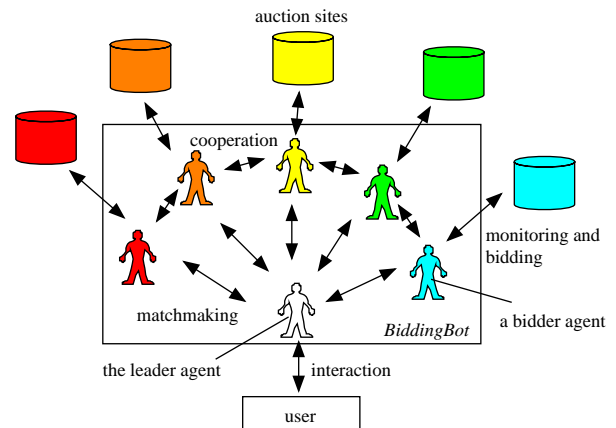 auction sites
cooperation
monitoring and
bidding
matchmaking
a bidder agent
BiddingBot
the leader agent
interaction
user